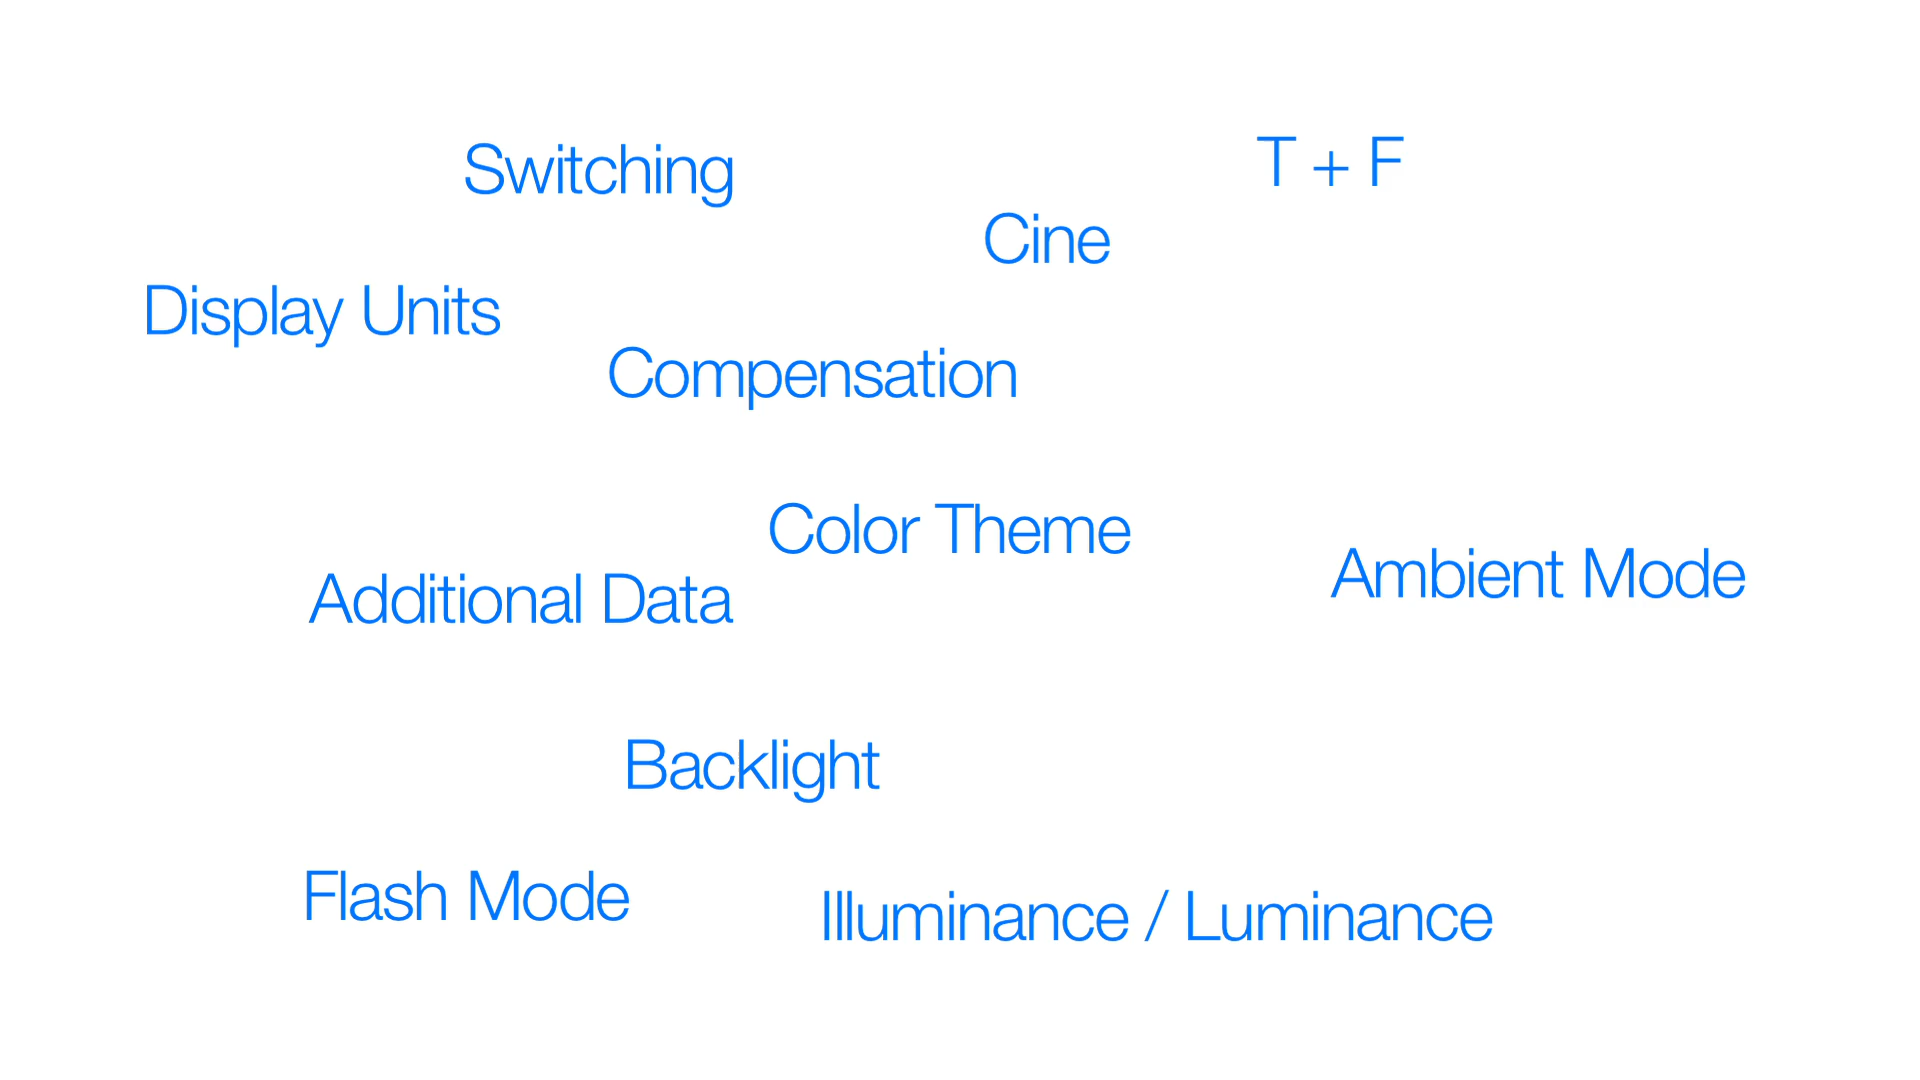 Switching
T + F
Cine
Display Units
Compensation
Color Theme
Ambient Mode
Additional Data
Backlight
Flash Mode
Illuminance / Luminance